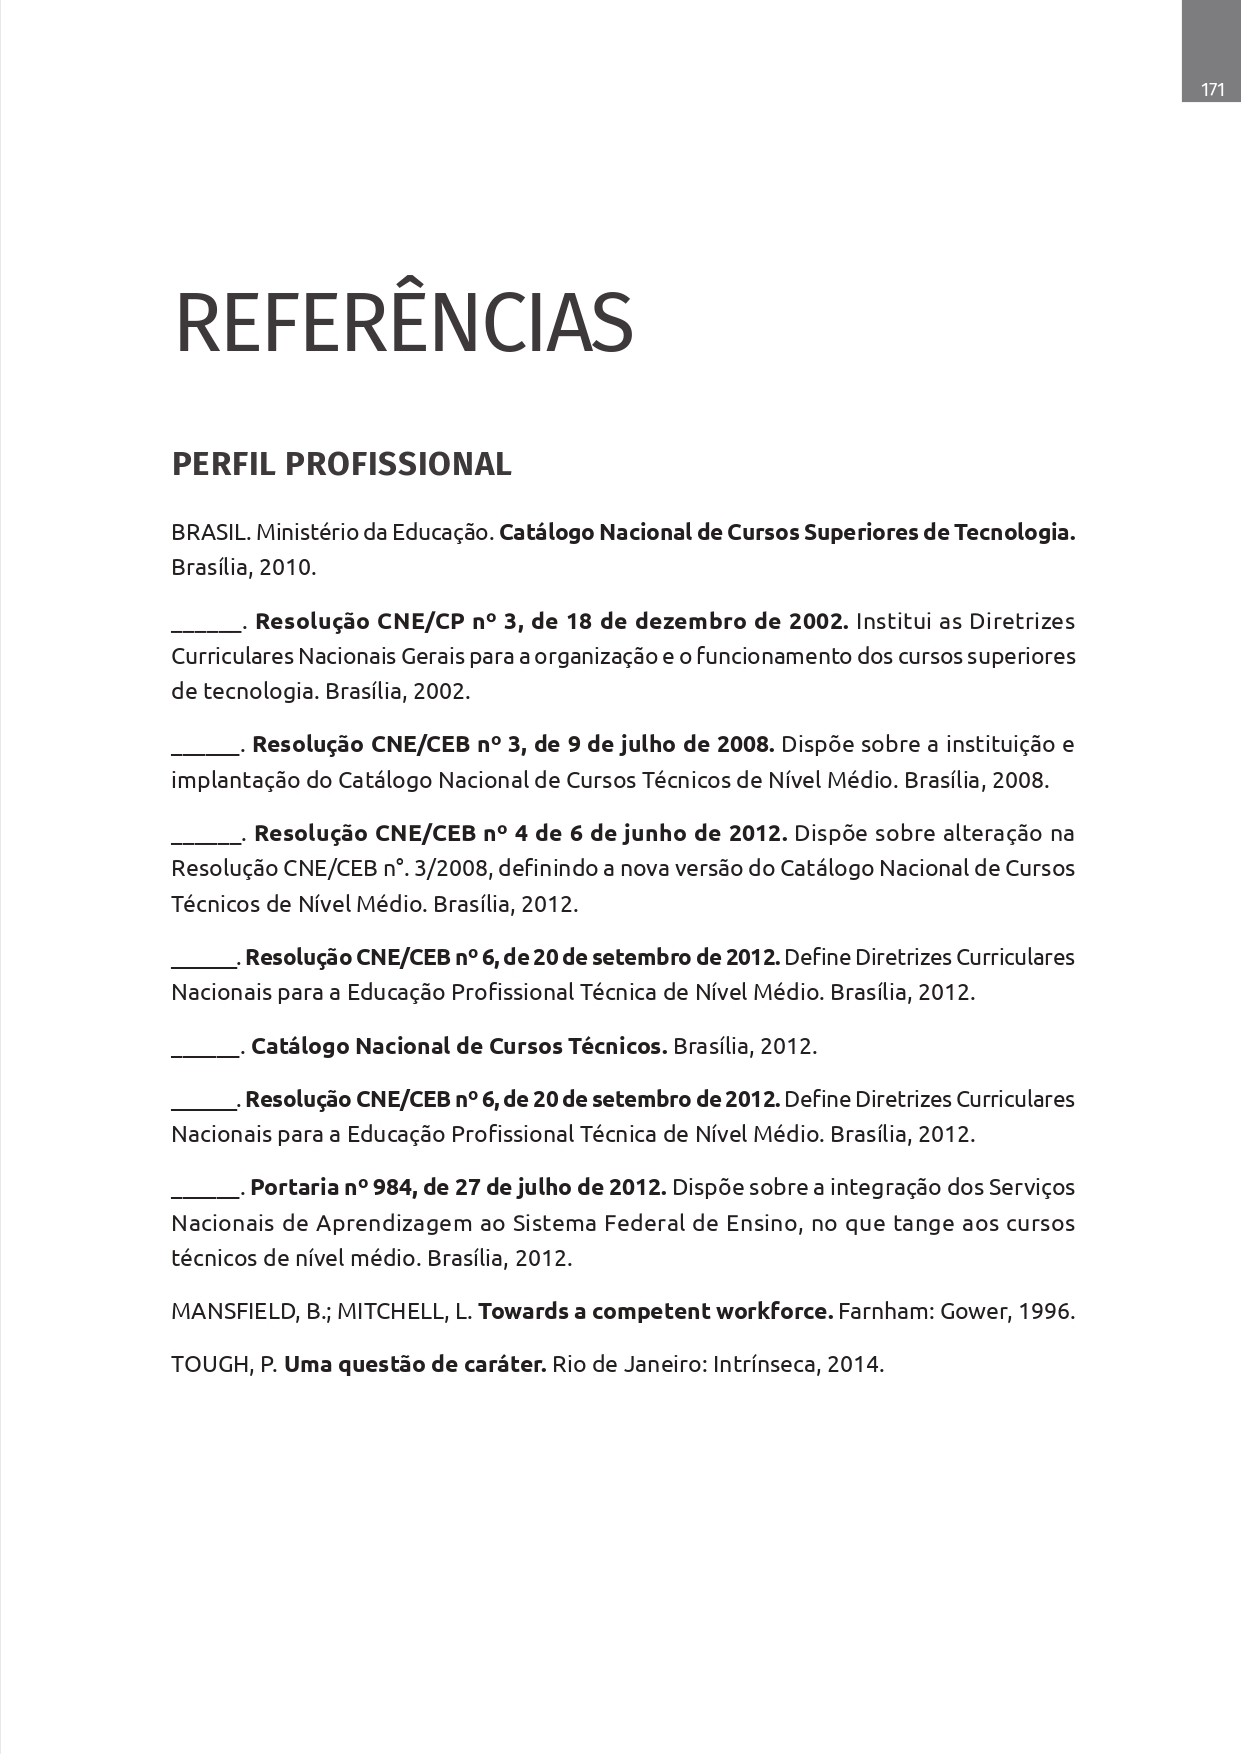 171
REFERÊNCIAS
PERFIL PROFISSIONAL
BRASIL. Ministério da Educação. Catálogo Nacional de Cursos Superiores de Tecnologia.
Brasília, 2010.
______. Resolução CNE/CP nº 3, de 18 de dezembro de 2002. Institui as Diretrizes
Curriculares Nacionais Gerais para a organização e o funcionamento dos cursos superiores
de tecnologia. Brasília, 2002.
______. Resolução CNE/CEB nº 3, de 9 de julho de 2008. Dispõe sobre a instituição e
implantação do Catálogo Nacional de Cursos Técnicos de Nível Médio. Brasília, 2008.
______. Resolução CNE/CEB nº 4 de 6 de junho de 2012. Dispõe sobre alteração na
Resolução CNE/CEB n°. 3/2008, definindo a nova versão do Catálogo Nacional de Cursos
Técnicos de Nível Médio. Brasília, 2012.
______. Resolução CNE/CEB nº 6, de 20 de setembro de 2012. Define Diretrizes Curriculares
Nacionais para a Educação Profissional Técnica de Nível Médio. Brasília, 2012.
______. Catálogo Nacional de Cursos Técnicos. Brasília, 2012.
______. Resolução CNE/CEB nº 6, de 20 de setembro de 2012. Define Diretrizes Curriculares
Nacionais para a Educação Profissional Técnica de Nível Médio. Brasília, 2012.
______. Portaria nº 984, de 27 de julho de 2012. Dispõe sobre a integração dos Serviços
Nacionais de Aprendizagem ao Sistema Federal de Ensino, no que tange aos cursos
técnicos de nível médio. Brasília, 2012.
MANSFIELD, B.; MITCHELL, L. Towards a competent workforce. Farnham: Gower, 1996.
TOUGH, P. Uma questão de caráter. Rio de Janeiro: Intrínseca, 2014.